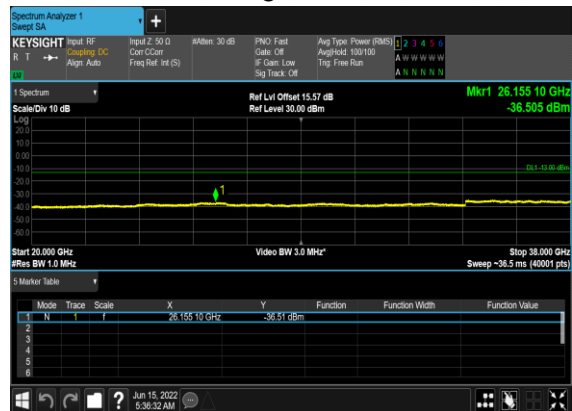 Spectrum Analyzer 1
Swept SA
+
KEYSIGHT Input: RF Input Z: 50 Ω #Atten: 30 dB PNO: Fast Avg Type: Power (RMS) 1 2 3 4 5 6
R T Coupling: DC Corr CCorr Gate: Off Avg|Hold: 100/100 A W W W W W
Align: Auto Freq Ref: Int (S) IF Gain: Low Trig: Free Run
LW Sig Track: Off A N N N N N
1 Spectrum Ref Lvl Offset 15.57 dB Mkr1 26.155 10 GHz
Scale/Div 10 dB Ref Level 30.00 dBm -36.505 dBm
Log
20.0
10.0
0.00
-10.0 DL1 -13.00 dBm
-20.0
-30.0 1
-40.0
-50.0
-60.0
Start 20.000 GHz Video BW 3.0 MHz* Stop 38.000 GHz
#Res BW 1.0 MHz Sweep ~36.5 ms (40001 pts)
5 Marker Table
Mode Trace Scale X Y Function Function Width Function Value
1 N 1 f 26.155 10 GHz -36.51 dBm
2
3
4
5
6
? Jun 15, 2022
5:36:32 AM